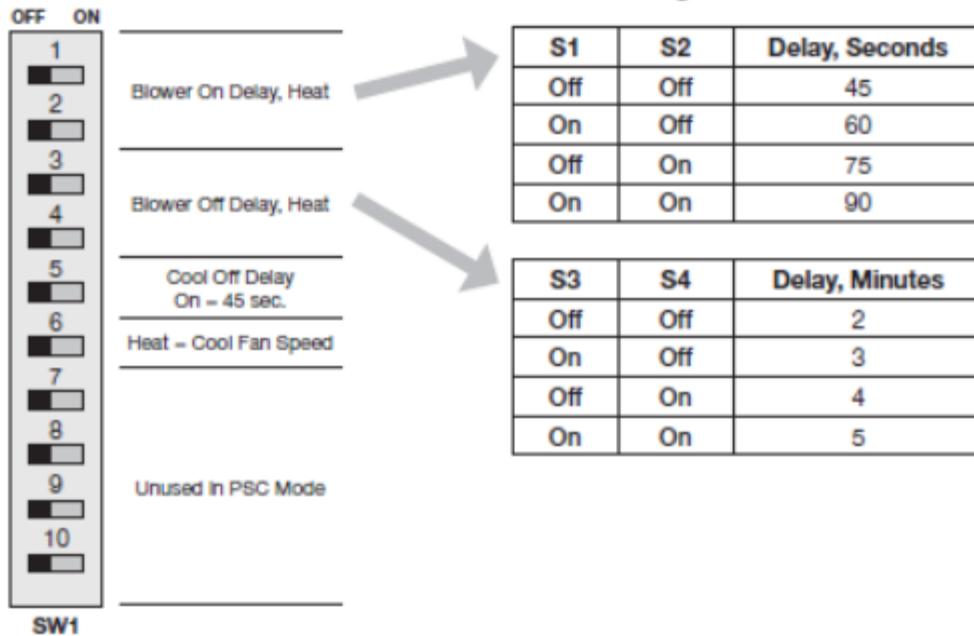 OFF ON
1
2
3
4
5
6
7
8
9
10
SW1
Blower On Delay, Heat
Blower Off Delay, Heat
Cool Off Delay
On = 45 sec.
Heat = Cool Fan Speed
Unused In PSC Mode
S1 S2 Delay, Seconds
Off Off 45
On Off 60
Off On 75
On On 90
S3 S4 Delay, Minutes
Off Off 2
On Off 3
Off On 4
On On 5